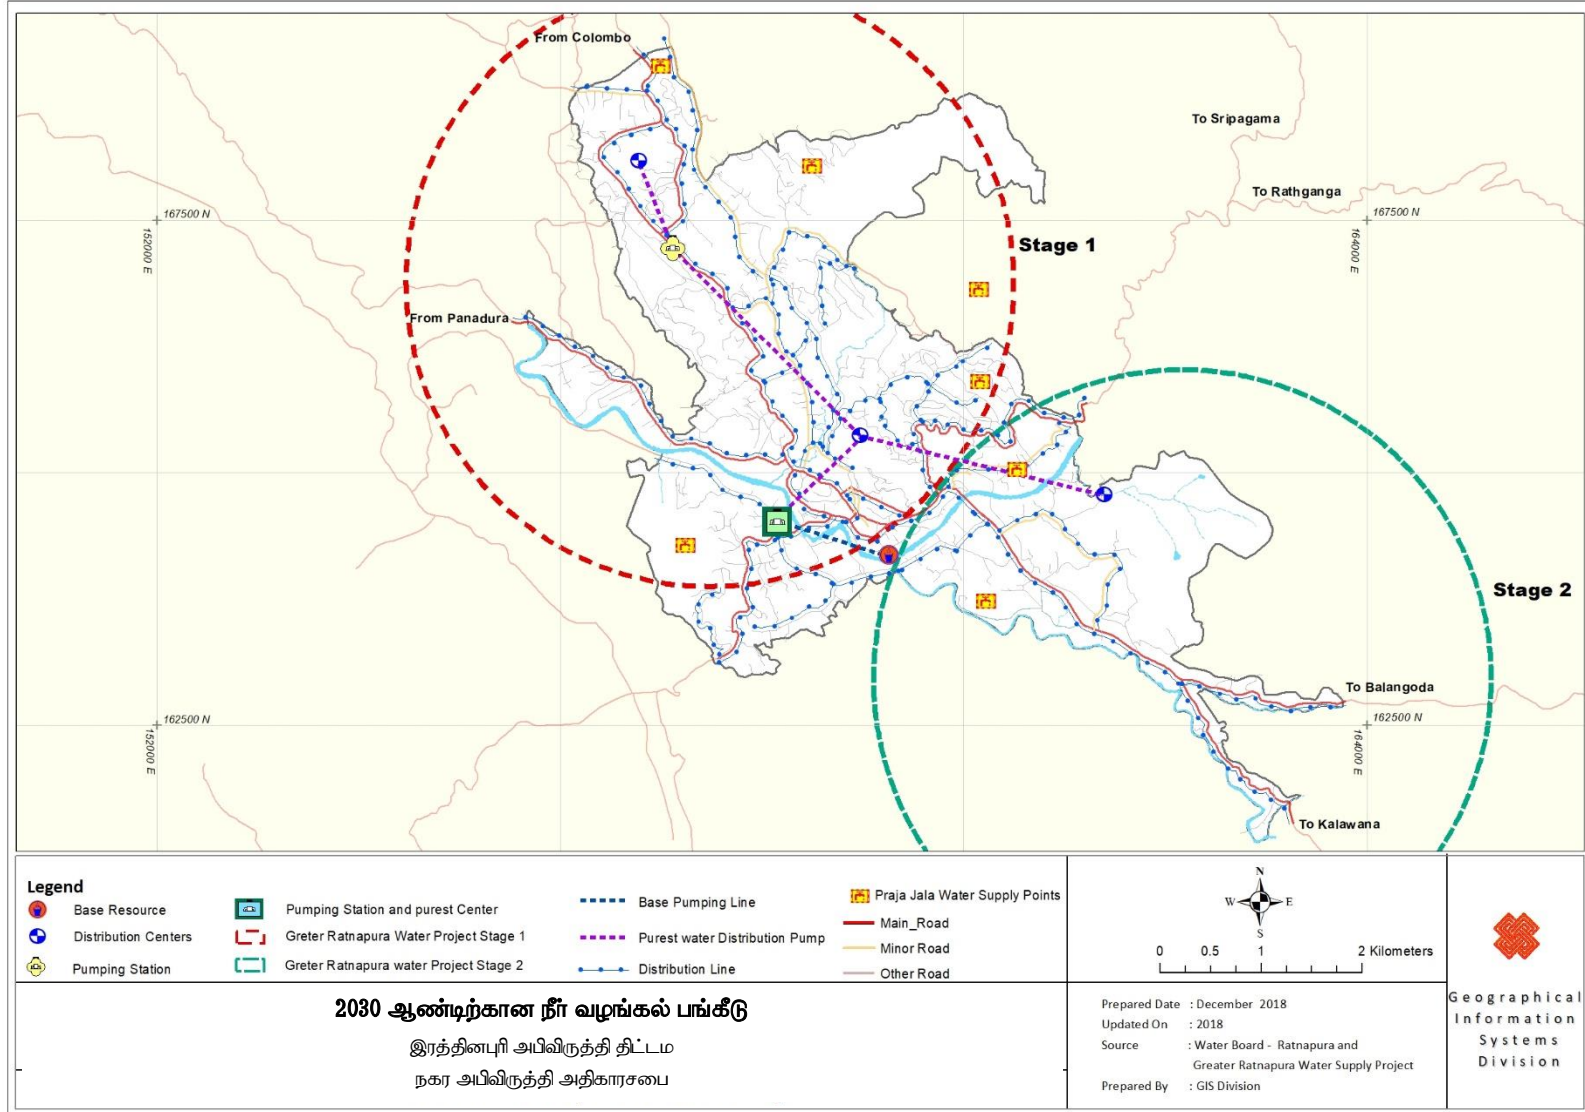 From Colombo
To Sripagama
To Rathganga
167500 N
167500 N
152000 E
164000 E
Stage 1
From Panadura
Stage 2
To Balangoda
162500 N
162500 N
152000 E
164000 E
To Kalawana
Legend
Base Resource
Distribution Centers
Pumping Station
Pumping Station and purest Center
Greter Ratnapura Water Project Stage 1
Greter Ratnapura water Project Stage 2
Base Pumping Line
Purest water Distribution Pump
Distribution Line
Praja Jala Water Supply Points
Main_Road
Minor Road
Other Road
N
W E
S
0 0.5 1 2 Kilometers
2030 ஆண்டிற்கான நீர் வழங்கல் பங்கீடு
இரத்தினபுரி அபிவிருத்தி திட்டம
நகர அபிவிருத்தி அதிகாரசபை
Prepared Date : December 2018
Updated On : 2018
Source : Water Board - Ratnapura and
Greater Ratnapura Water Supply Project
Prepared By : GIS Division
Geographical
Information
Systems
Division